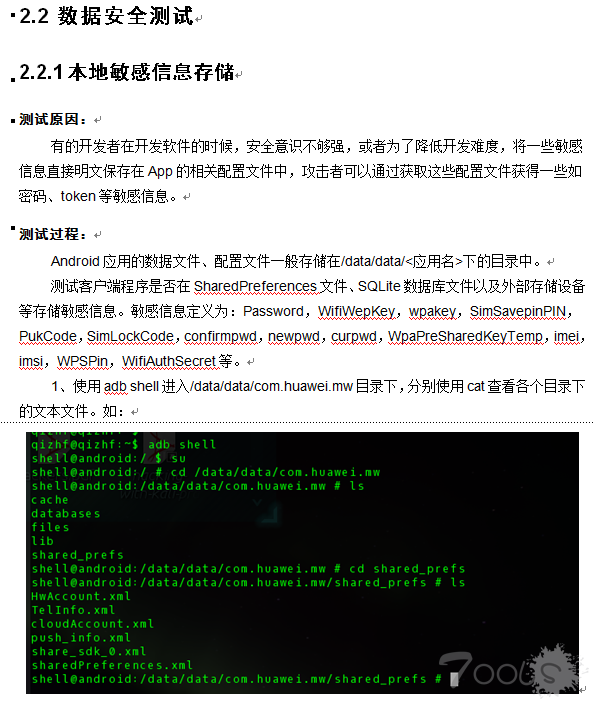 2.2 数据安全测试
2.2.1本地敏感信息存储
测试原因：
有的开发者在开发软件的时候，安全意识不够强，或者为了降低开发难度，将一些敏感
信息直接明文保存在 App 的相关配置文件中，攻击者可以通过获取这些配置文件获得一些如
密码、token 等敏感信息。
测试过程：
Android 应用的数据文件、配置文件一般存储在/data/data/<应用名>下的目录中。
测试客户端程序是否在 SharedPreferences 文件、SQLite 数据库文件以及外部存储设备
等存储敏感信息。敏感信息定义为：Password，WifiWepKey，wpakey，SimSavepinPIN，
PukCode，SimLockCode，confirmpwd，newpwd，curpwd，WpaPreSharedKeyTemp，imei，
imsi，WPSPin，WifiAuthSecret 等。
1、使用 adb shell 进入/data/data/com.huawei.mw 目录下，分别使用 cat 查看各个目录下
的文本文件。如：
qizhf@qizhf:~$
qizhf@qizhf:~$ adb shell
shell@android:/ $ su
shell@android:/ # cd /data/data/com.huawei.mw
shell@android:/data/data/com.huawei.mw # ls
cache
databases
files
lib
shared_prefs
shell@android:/data/data/com.huawei.mw # cd shared_prefs
shell@android:/data/data/com.huawei.mw/shared_prefs # ls
HwAccount.xml
TelInfo.xml
cloudAccount.xml
push_info.xml
share_sdk_0.xml
sharedPreferences.xml
shell@android:/data/data/com.huawei.mw/shared_prefs #
7ools